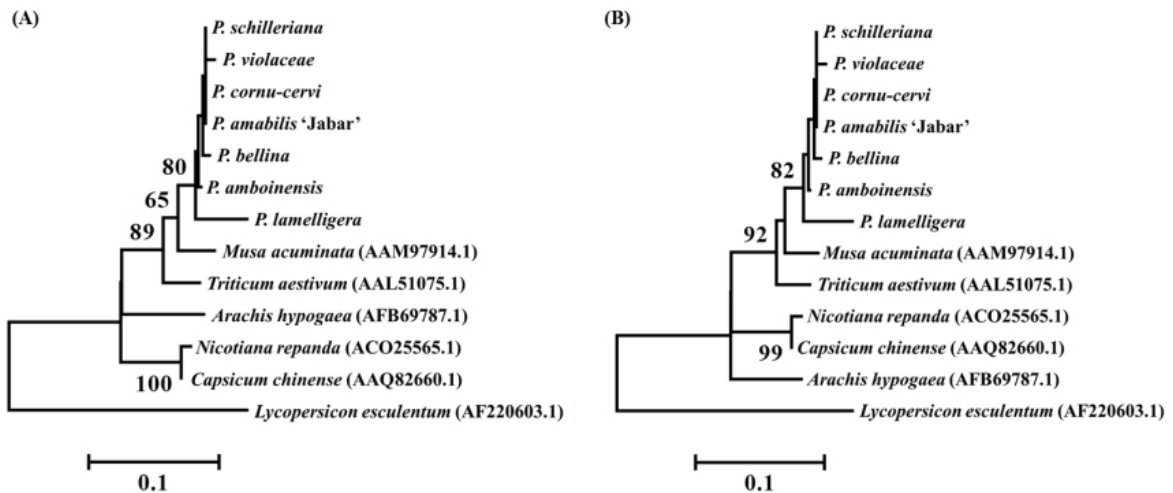 (A)
P. schilleriana
P. violaceae
P. cornu-cervi
P. amabilis ‘Jabar’
P. bellina
80
P. amboinensis
65
P. lamelligera
89
Musa acuminata (AAM97914.1)
Triticum aestivum (AAL51075.1)
Arachis hypogaea (AFB69787.1)
Nicotiana repanda (ACO25565.1)
100
Capsicum chinense (AAQ82660.1)
Lycopersicon esculentum (AF220603.1)
0.1
(B)
P. schilleriana
P. violaceae
P. cornu-cervi
P. amabilis ‘Jabar’
P. bellina
82
P. amboinensis
P. lamelligera
92
Musa acuminata (AAM97914.1)
Triticum aestivum (AAL51075.1)
Nicotiana repanda (ACO25565.1)
99
Capsicum chinense (AAQ82660.1)
Arachis hypogaea (AFB69787.1)
Lycopersicon esculentum (AF220603.1)
0.1